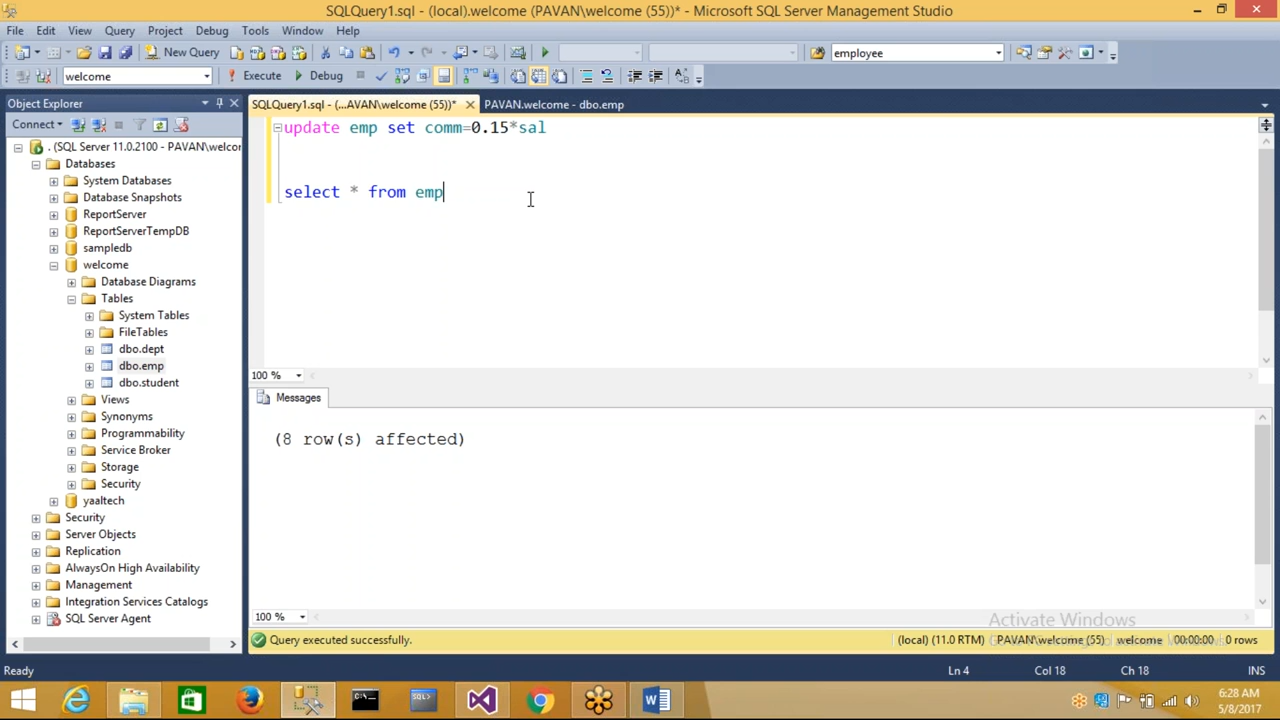 SQLQuery1.sql - (local).welcome (PAVAN\welcome (55))* - Microsoft SQL Server Management Studio
File Edit View Query Project Debug Tools Window Help
New Query employee
welcome Execute Debug
Object Explorer
SQLQuery1.sql - (...AVAN\welcome (55))* PAVAN.welcome - dbo.emp
Connect
. (SQL Server 11.0.2100 - PAVAN\welcor
Databases
System Databases
Database Snapshots
ReportServer
ReportServerTempDB
sampledb
welcome
Database Diagrams
Tables
System Tables
FileTables
dbo.dept
dbo.emp
dbo.student
Views
Synonyms
Programmability
Service Broker
Storage
Security
yaaltech
Security
Server Objects
Replication
AlwaysOn High Availability
Management
Integration Services Catalogs
SQL Server Agent
update emp set comm=0.15*sal
select * from emp
100 %
Messages
(8 row(s) affected)
100 %
Activate Windows
Query executed successfully. (local) (11.0 RTM) PAVAN\welcome (55) welcome 00:00:00 0 rows
Ready Ln 4 Col 18 Ch 18 INS
6:28 AM
5/8/2017